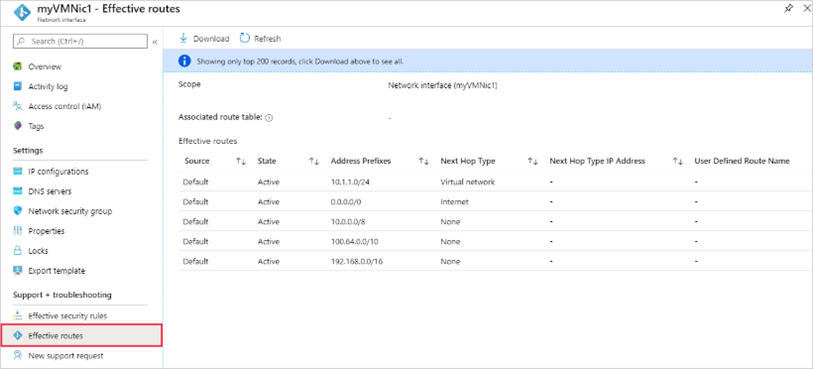 myVMNic1 - Effective routes
Network interface
Search (Ctrl+/)
«
Overview
Activity log
Access control (IAM)
Tags
Settings
IP configurations
DNS servers
Network security group
Properties
Locks
Export template
Support + troubleshooting
Effective security rules
Effective routes
New support request
Download Refresh
Showing only top 200 records, click Download above to see all.
Scope Network interface (myVMNic1)
Associated route table: -
Effective routes
Source State Address Prefixes Next Hop Type Next Hop Type IP Address User Defined Route Name
Default Active 10.1.1.0/24 Virtual network - -
Default Active 0.0.0.0/0 Internet - -
Default Active 10.0.0.0/8 None - -
Default Active 100.64.0.0/10 None - -
Default Active 192.168.0.0/16 None - -